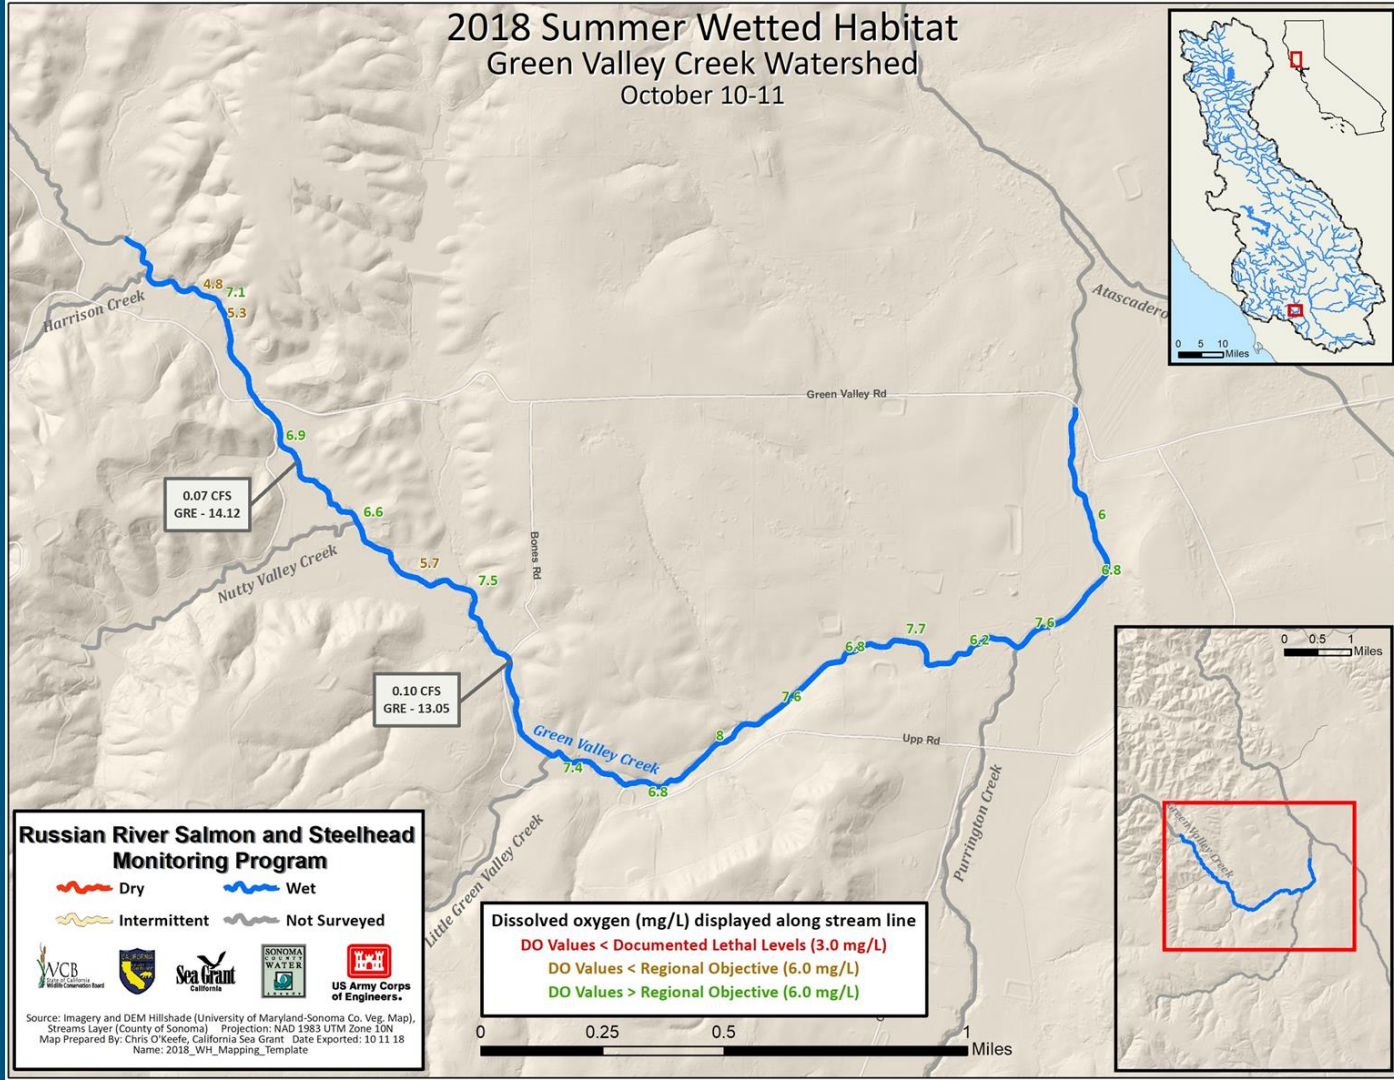 2018 Summer Wetted Habitat
Green Valley Creek Watershed
October 10-11
0 5 10
Miles
Harrison Creek
4.8
7.1
5.3
Atascadero
Green Valley Rd
6.9
0.07 CFS
GRE - 14.12
6.6
Nutty Valley Creek
5.7
7.5
Bones Rd
6
6.8
7.6
6.2
7.7
6.8
7.6
8
0.10 CFS
GRE - 13.05
Green Valley Creek
7.4
6.8
Upp Rd
Purrington Creek
Little Green Valley Creek
0 0.5 1
Miles
Green Valley Creek
Russian River Salmon and Steelhead
Monitoring Program
Dry
Wet
Intermittent
Not Surveyed
WCB
State of California
Wildlife Conservation Board
CALIFORNIA
Sea Grant
California
SONOMA
COUNTY
WATER
AGENCY
US Army Corps
of Engineers.
Source: Imagery and DEM Hillshade (University of Maryland-Sonoma Co. Veg. Map),
Streams Layer (County of Sonoma) Projection: NAD 1983 UTM Zone 10N
Map Prepared By: Chris O'Keefe, California Sea Grant Date Exported: 10 11 18
Name: 2018_WH_Mapping_Template
Dissolved oxygen (mg/L) displayed along stream line
DO Values < Documented Lethal Levels (3.0 mg/L)
DO Values < Regional Objective (6.0 mg/L)
DO Values > Regional Objective (6.0 mg/L)
0 0.25 0.5 1
Miles